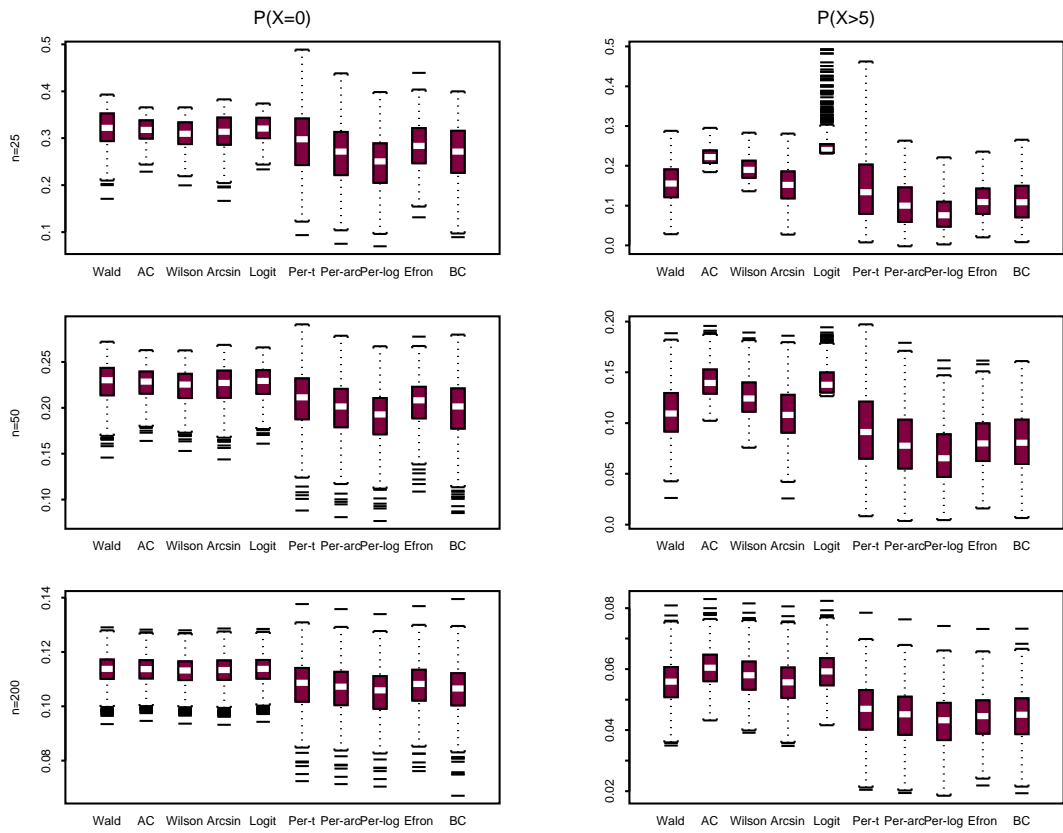 P(X=0)
P(X>5)
n=25
0.5
0.4
0.3
0.2
0.1
Wald AC Wilson Arcsin Logit Per-t Per-arc Per-log Efron BC
0.5
0.4
0.3
0.2
0.1
0.0
Wald AC Wilson Arcsin Logit Per-t Per-arc Per-log Efron BC
n=50
0.25
0.20
0.15
0.10
Wald AC Wilson Arcsin Logit Per-t Per-arc Per-log Efron BC
0.20
0.15
0.10
0.05
0.0
Wald AC Wilson Arcsin Logit Per-t Per-arc Per-log Efron BC
n=200
0.14
0.12
0.10
0.08
Wald AC Wilson Arcsin Logit Per-t Per-arc Per-log Efron BC
0.08
0.06
0.04
0.02
Wald AC Wilson Arcsin Logit Per-t Per-arc Per-log Efron BC